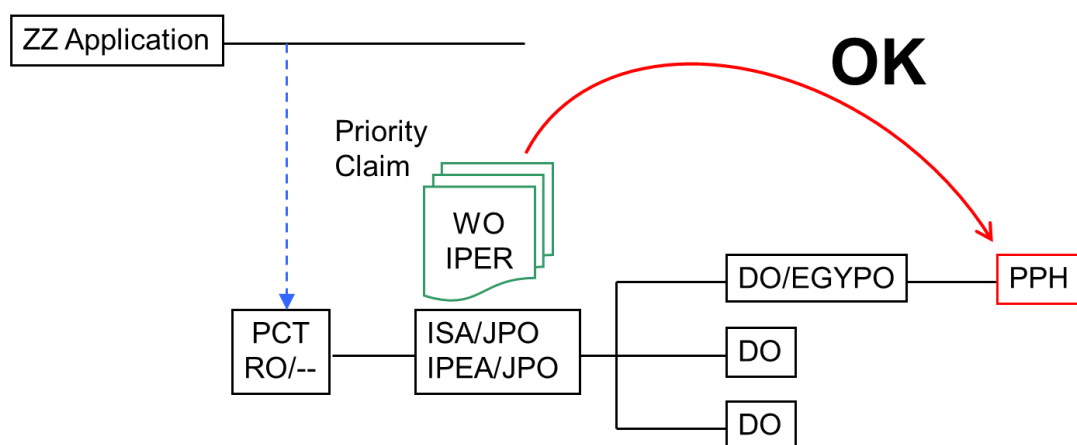 ZZ Application
OK
Priority
Claim
WO
IPER
DO/EGYPO
PPH
PCT
RO/--
ISA/JPO
IPEA/JPO
DO
DO